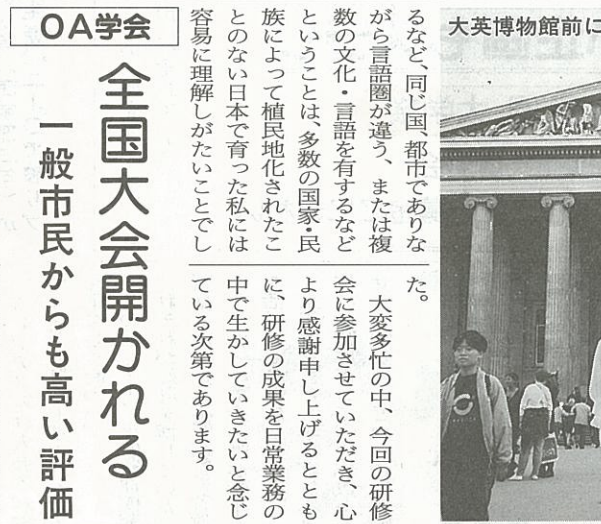 大英博物館前に
るなど、同じ国、都市でありな
がら言語圏が違う、または複
数の文化・言語を有するなど
ということは、多数の国家・民
族によって植民地化されたこ
とのない日本で育った私には
容易に理解しがたいことでし
た。
大変多忙の中、今回の研修
会に参加させていただき、心
より感謝申し上げるととも
に、研修の成果を日常業務の
中で生かしていきたいと念じ
ている次第であります。
OA学会
全国大会開かれる
一般市民からも高い評価